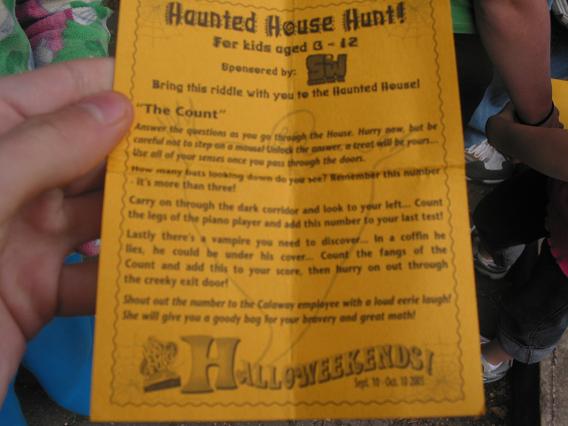 Haunted House Hunt!
For kids aged 3 - 12
Sponsored by: SW
Bring this riddle with you to the Haunted House!
"The Count"
Answer the questions as you go through the House. Hurry now, but be
careful not to step on a mouse! Unlock the answer, a treat will be yours...
Use all of your senses once you pass through the doors.
How many bats looking down do you see? Remember this number
- It's more than three!
Carry on through the dark corridor and look to your left... Count
the legs of the piano player and add this number to your last test!
Lastly there's a vampire you need to discover... In a coffin he
lies, he could be under his cover... Count the fangs of the
Count and add this to your score, then hurry on out through
the creeky exit door!
Shout out the number to the Calaway employee with a loud eerie laugh!
She will give you a goody bag for your bravery and great math!
HALLOWEEKENDS!
Sept. 10 - Oct. 10 2005